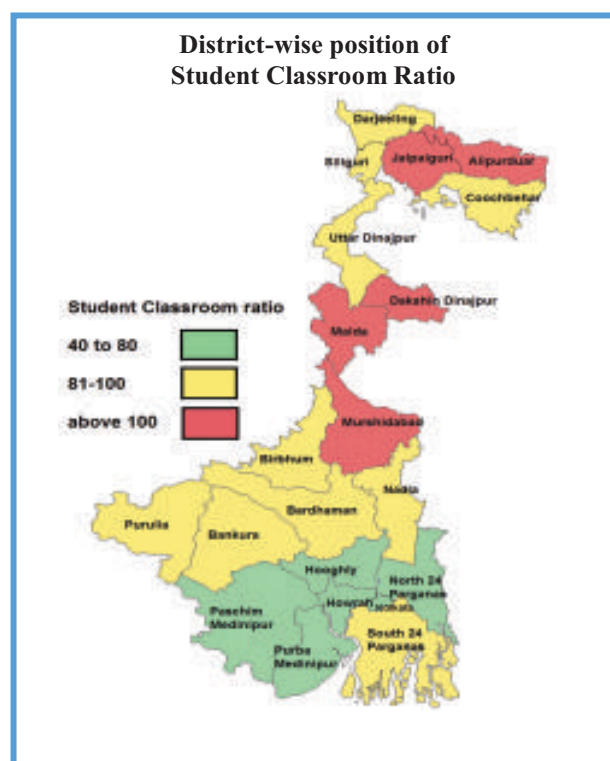 District-wise position of
Student Classroom Ratio
Darjeeling
Siliguri
Jalpaiguri
Alipurduar
Coochbehar
Uttar Dinajpur
Dakahin Dinajpur
Malda
Student Classroom ratio
40 to 80
81-100
above 100
Murshidabad
Birbhum
Nadia
Bardhaman
Purulia
Bankura
Hooghly
North 24
Parganas
Howrah
Kolkata
Paschim
Medinipur
South 24
Parganas
Purba
Medinipur